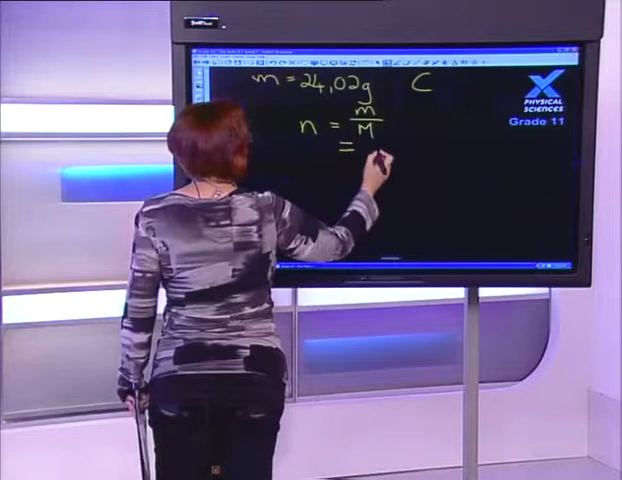 m = 24,02g C
n = m/M
=
X
PHYSICAL
SCIENCES
GRADE 11